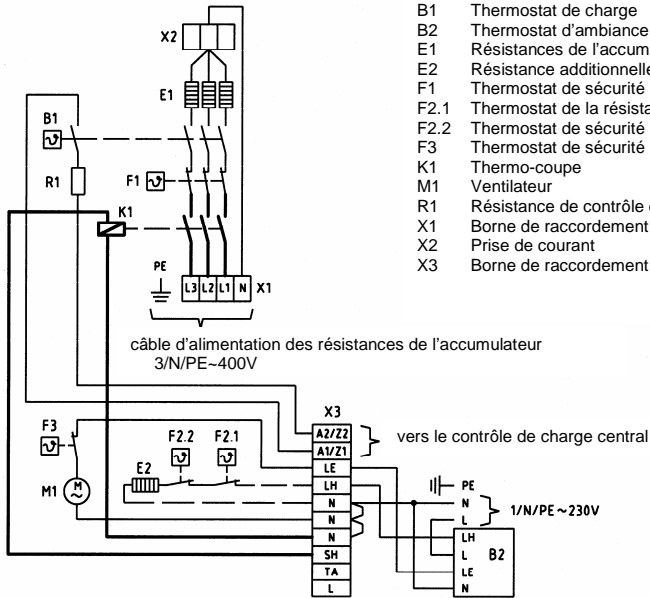 B1 Thermostat de charge
B2 Thermostat d'ambiance
E1 Résistances de l'accum
E2 Résistance additionnelle
F1 Thermostat de sécurité
F2.1 Thermostat de la résista
F2.2 Thermostat de sécurité
F3 Thermostat de sécurité
K1 Thermo-coupe
M1 Ventilateur
R1 Résistance de contrôle
X1 Borne de raccordement
X2 Prise de courant
X3 Borne de raccordement
X2
E1
B1
R1
F1
K1
PE
L3 L2 L1 N X1
câble d'alimentation des résistances de l'accumulateur
3/N/PE~400V
X3
A2/Z2
A1/Z1
vers le contrôle de charge central
F3
F2.2 F2.1
E2
M1
M
LE
LH
N
N
N
SH
TA
L
PE
N
L
1/N/PE~230V
LH
L
LE
N
B2